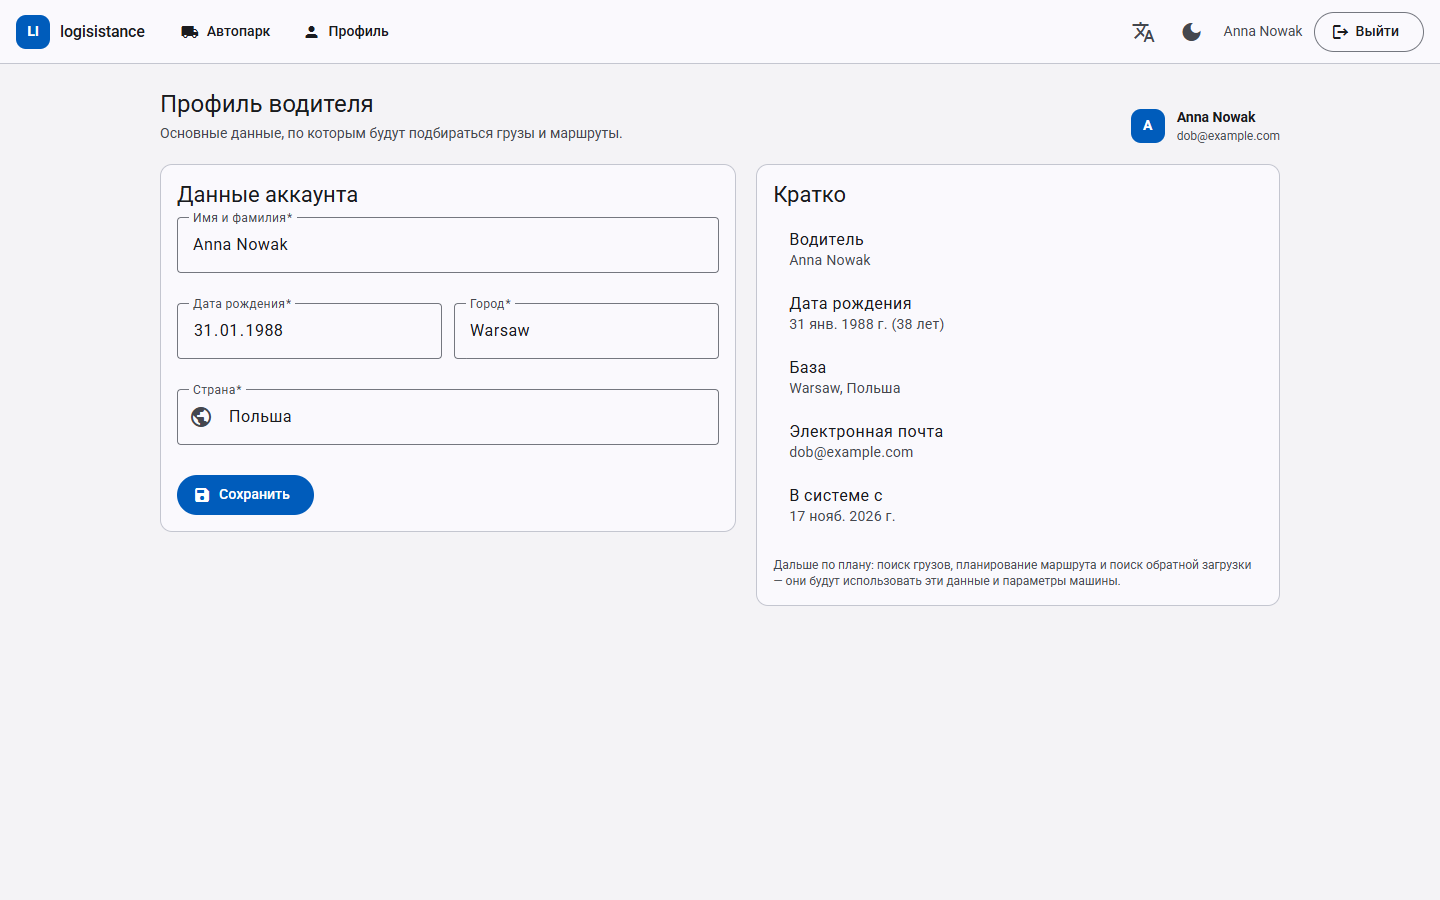 LI logisistance Автопарк Профиль Anna Nowak Выйти
Профиль водителя
Основные данные, по которым будут подбираться грузы и маршруты.
A
Anna Nowak
dob@example.com
Данные аккаунта
Имя и фамилия*
Anna Nowak
Дата рождения*
31.01.1988
Город*
Warsaw
Страна*
Польша
Сохранить
Кратко
Водитель
Anna Nowak
Дата рождения
31 янв. 1988 г. (38 лет)
База
Warsaw, Польша
Электронная почта
dob@example.com
В системе с
17 нояб. 2026 г.
Дальше по плану: поиск грузов, планирование маршрута и поиск обратной загрузки
— они будут использовать эти данные и параметры машины.